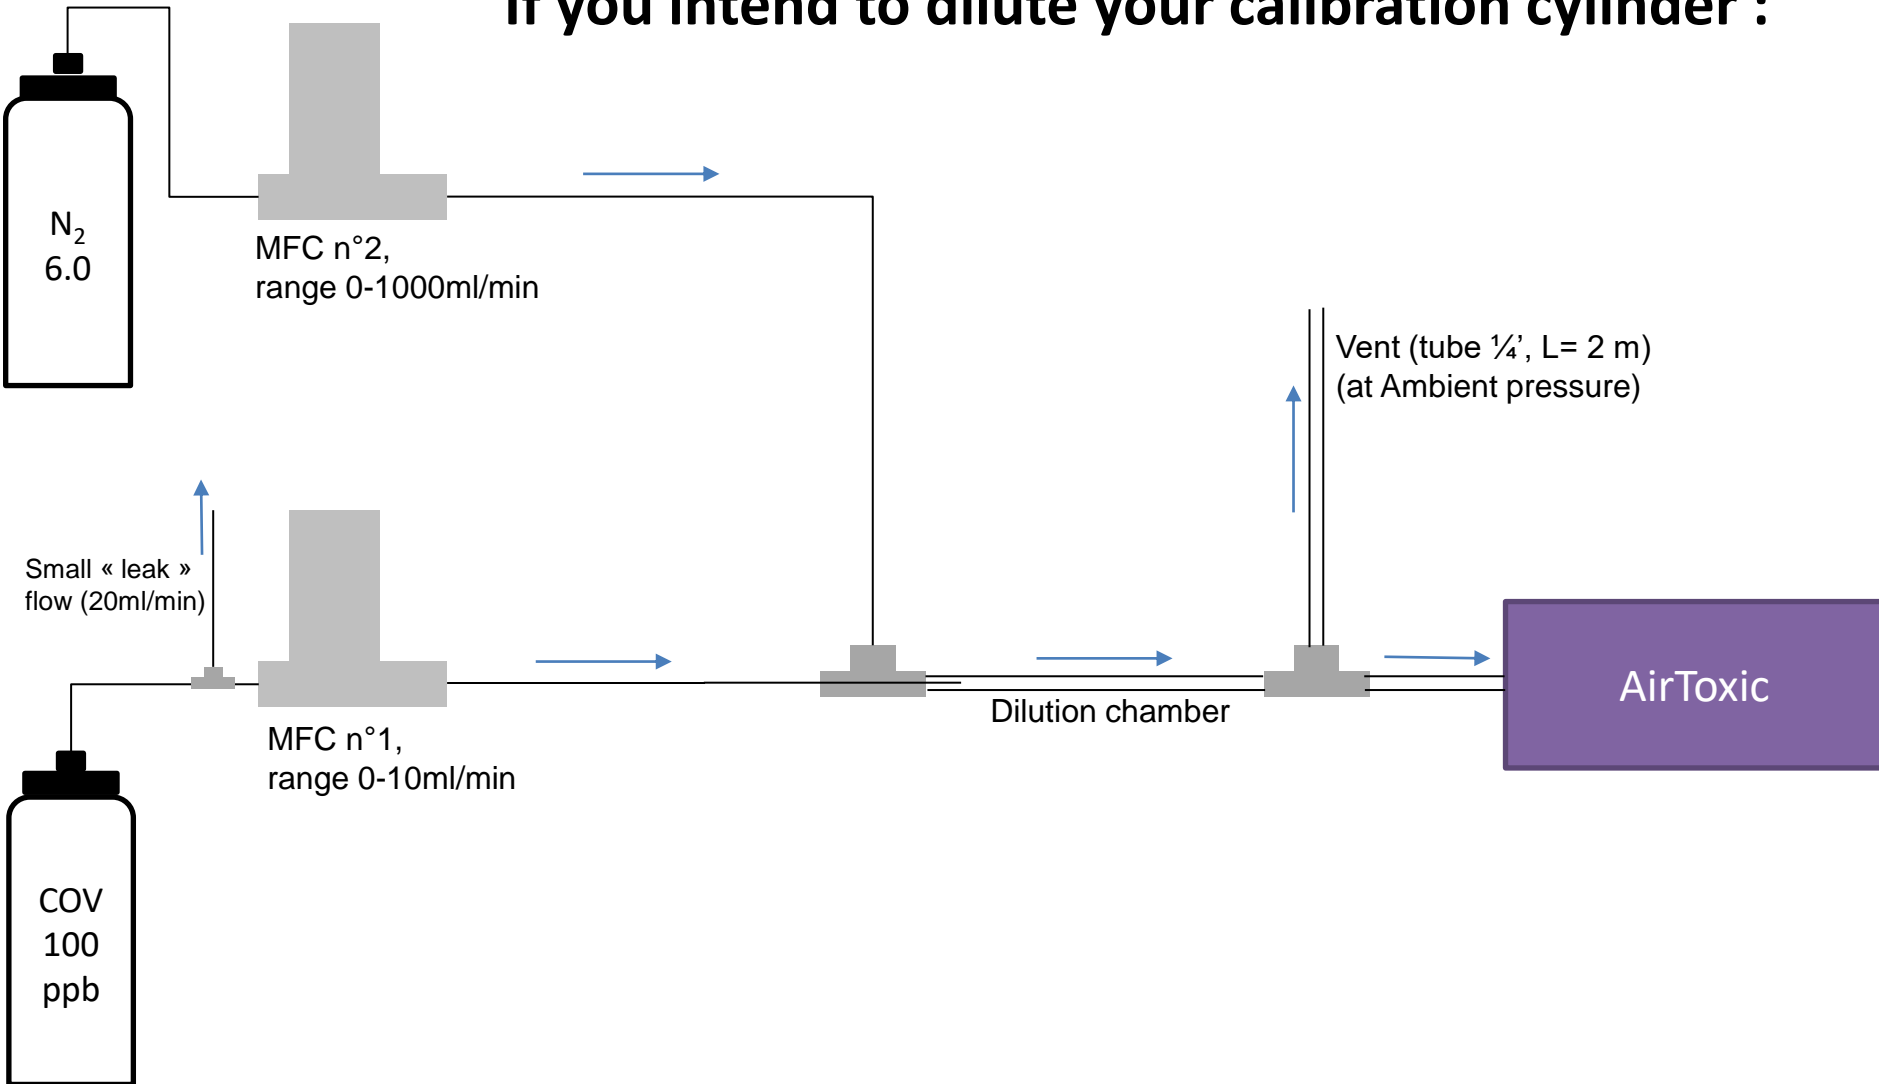 If you intend to dilute your calibration cylinder :
N₂
6.0
MFC n°2,
range 0-1000ml/min
Vent (tube ¼’, L= 2 m)
(at Ambient pressure)
Small « leak »
flow (20ml/min)
MFC n°1,
range 0-10ml/min
Dilution chamber
AirToxic
COV
100
ppb